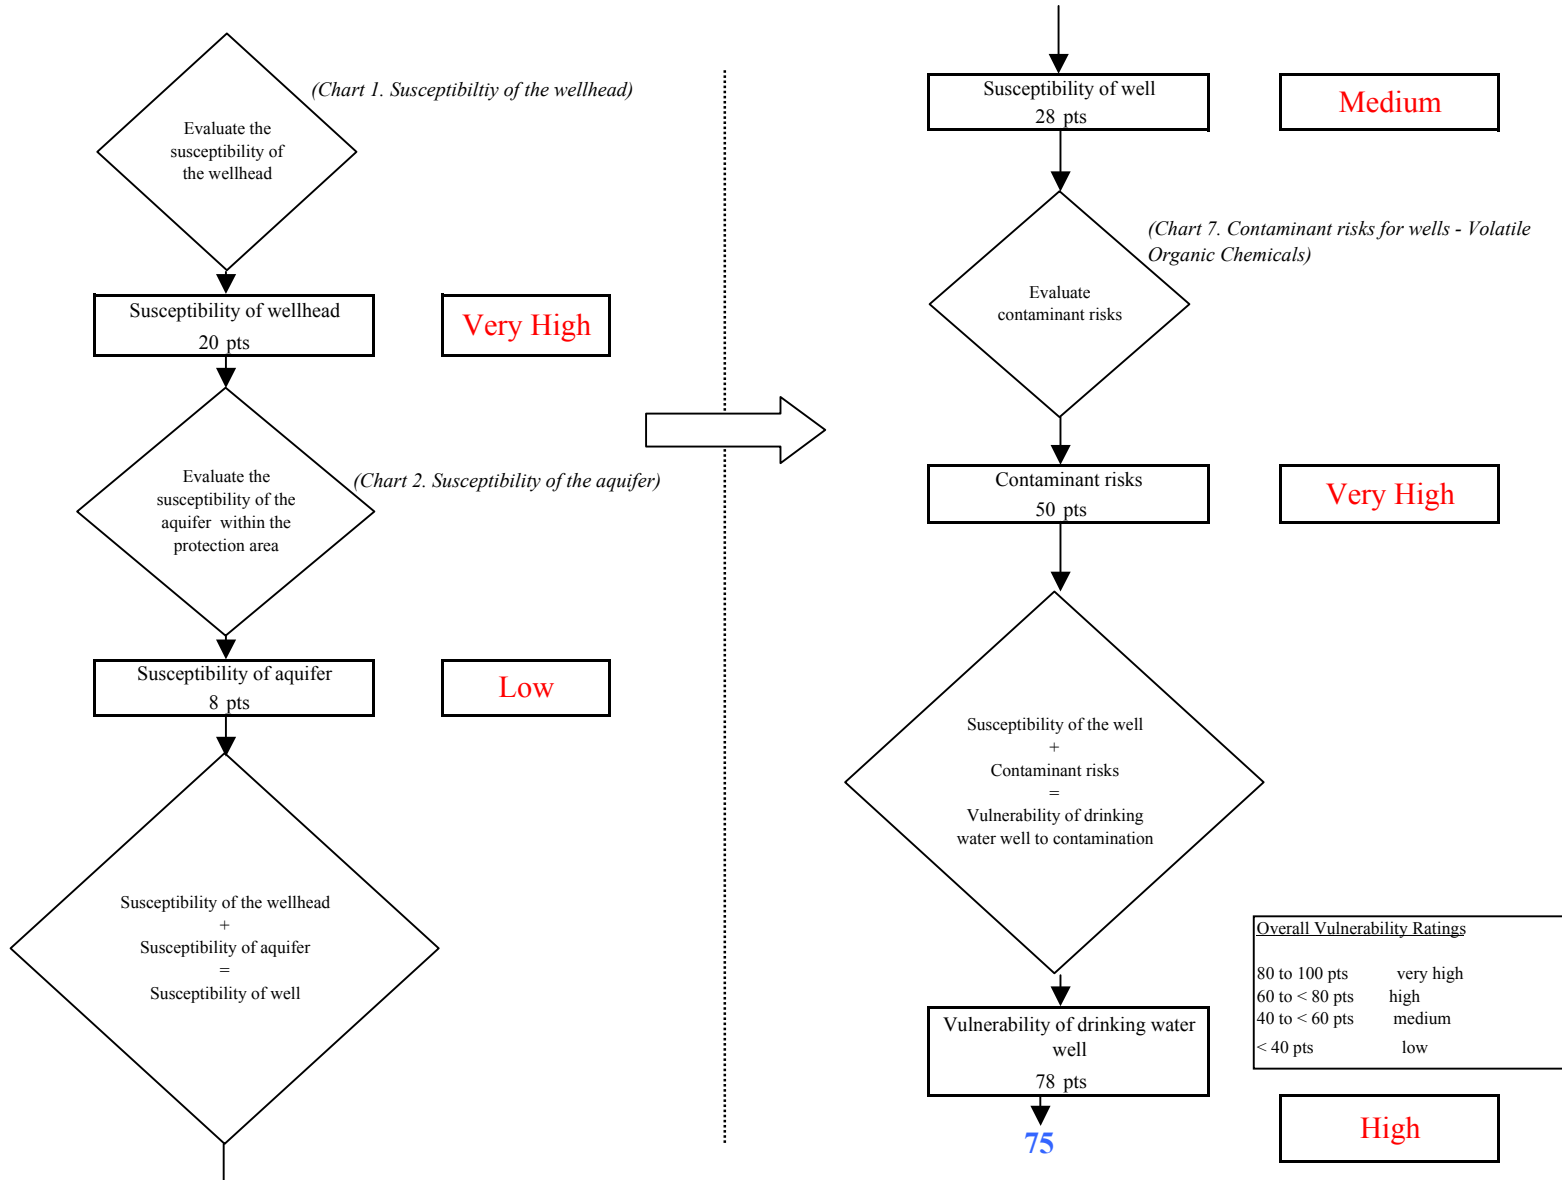 (Chart 1. Susceptibiltiy of the wellhead)
Evaluate the
susceptibility of
the wellhead
Susceptibility of wellhead
20 pts
Very High
(Chart 2. Susceptibility of the aquifer)
Evaluate the
susceptibility of the
aquifer within the
protection area
Susceptibility of aquifer
8 pts
Low
Susceptibility of the wellhead
+
Susceptibility of aquifer
=
Susceptibility of well
Susceptibility of well
28 pts
Medium
(Chart 7. Contaminant risks for wells - Volatile
Organic Chemicals)
Evaluate
contaminant risks
Contaminant risks
50 pts
Very High
Susceptibility of the well
+
Contaminant risks
=
Vulnerability of drinking
water well to contamination
Overall Vulnerability Ratings
80 to 100 pts very high
60 to < 80 pts high
40 to < 60 pts medium
< 40 pts low
Vulnerability of drinking water
well
78 pts
75
High